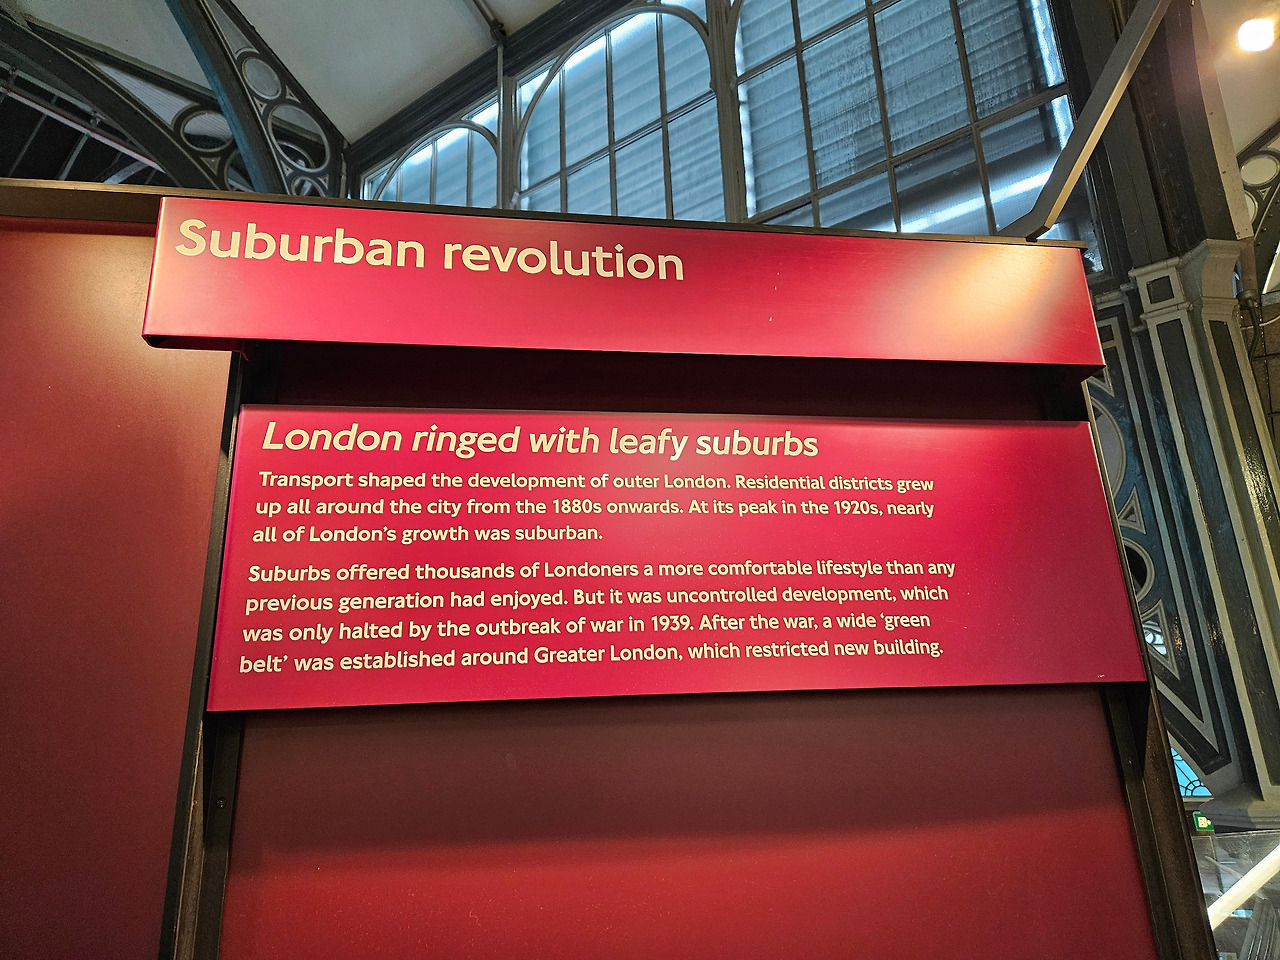 Suburban revolution
London ringed with leafy suburbs
Transport shaped the development of outer London. Residential districts grew
up all around the city from the 1880s onwards. At its peak in the 1920s, nearly
all of London's growth was suburban.
Suburbs offered thousands of Londoners a more comfortable lifestyle than any
previous generation had enjoyed. But it was uncontrolled development, which
was only halted by the outbreak of war in 1939. After the war, a wide ‘green
belt’ was established around Greater London, which restricted new building.